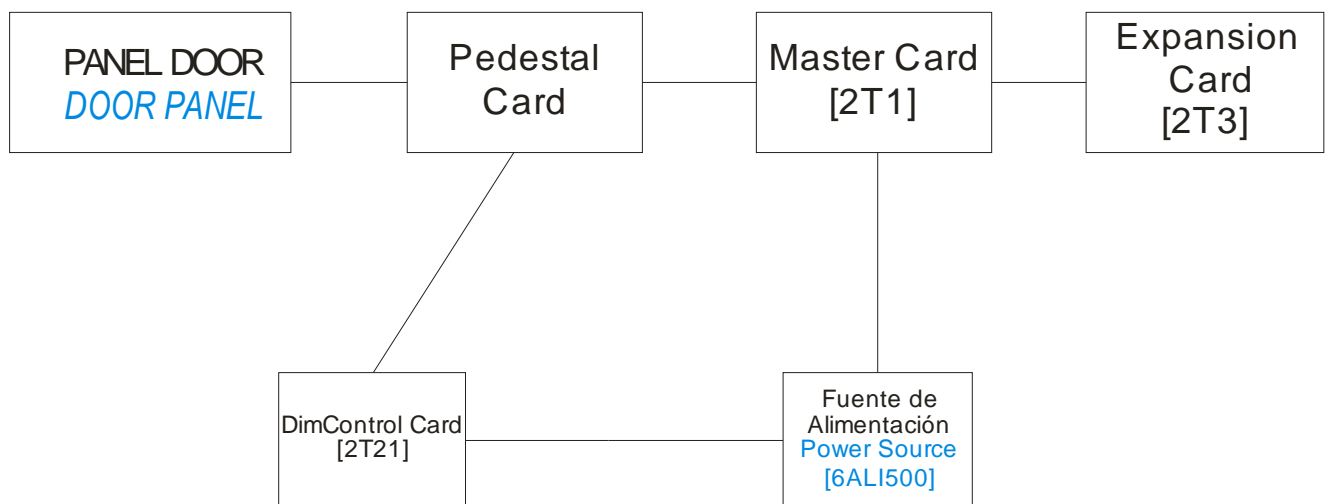 PANEL DOOR
DOOR PANEL
Pedestal
Card
Master Card
[2T1]
Expansion
Card
[2T3]
DimControl Card
[2T21]
Fuente de
Alimentación
Power Source
[6ALI500]